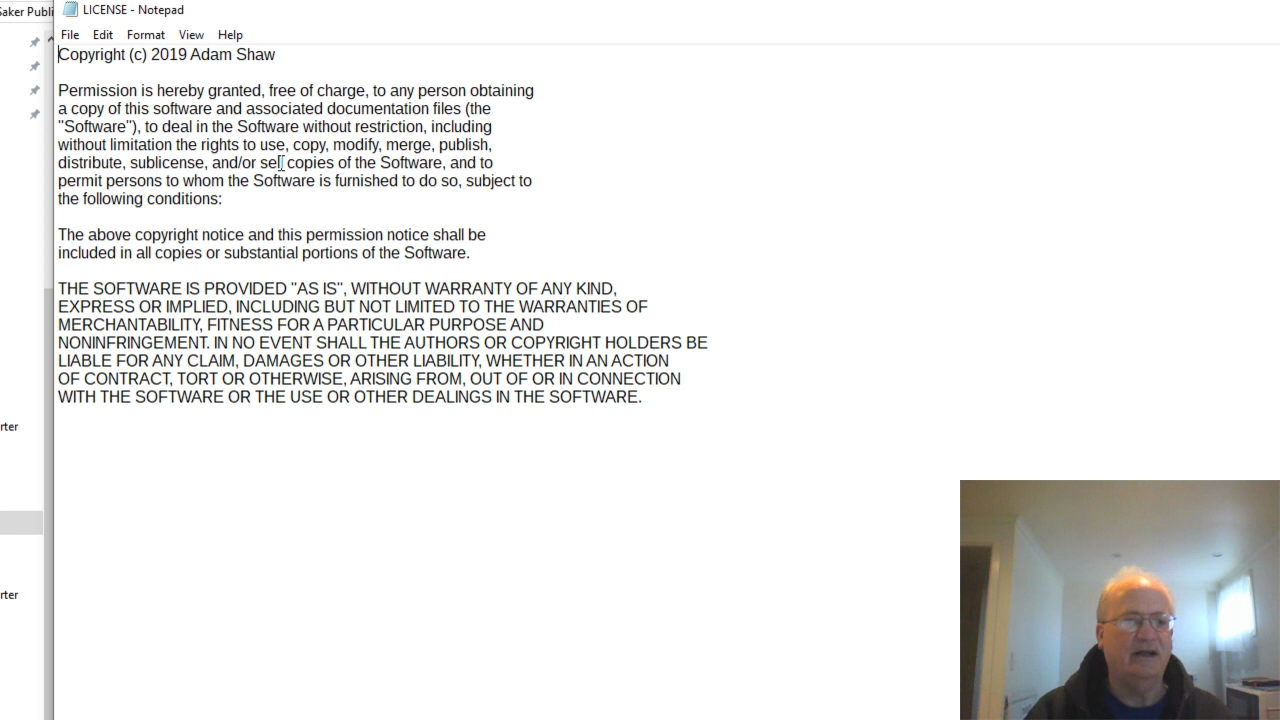 Saker Publi
LICENSE - Notepad
File Edit Format View Help
Copyright (c) 2019 Adam Shaw
Permission is hereby granted, free of charge, to any person obtaining
a copy of this software and associated documentation files (the
"Software"), to deal in the Software without restriction, including
without limitation the rights to use, copy, modify, merge, publish,
distribute, sublicense, and/or sell copies of the Software, and to
permit persons to whom the Software is furnished to do so, subject to
the following conditions:
The above copyright notice and this permission notice shall be
included in all copies or substantial portions of the Software.
THE SOFTWARE IS PROVIDED "AS IS", WITHOUT WARRANTY OF ANY KIND,
EXPRESS OR IMPLIED, INCLUDING BUT NOT LIMITED TO THE WARRANTIES OF
MERCHANTABILITY, FITNESS FOR A PARTICULAR PURPOSE AND
NONINFRINGEMENT. IN NO EVENT SHALL THE AUTHORS OR COPYRIGHT HOLDERS BE
LIABLE FOR ANY CLAIM, DAMAGES OR OTHER LIABILITY, WHETHER IN AN ACTION
OF CONTRACT, TORT OR OTHERWISE, ARISING FROM, OUT OF OR IN CONNECTION
WITH THE SOFTWARE OR THE USE OR OTHER DEALINGS IN THE SOFTWARE.
rter
rter